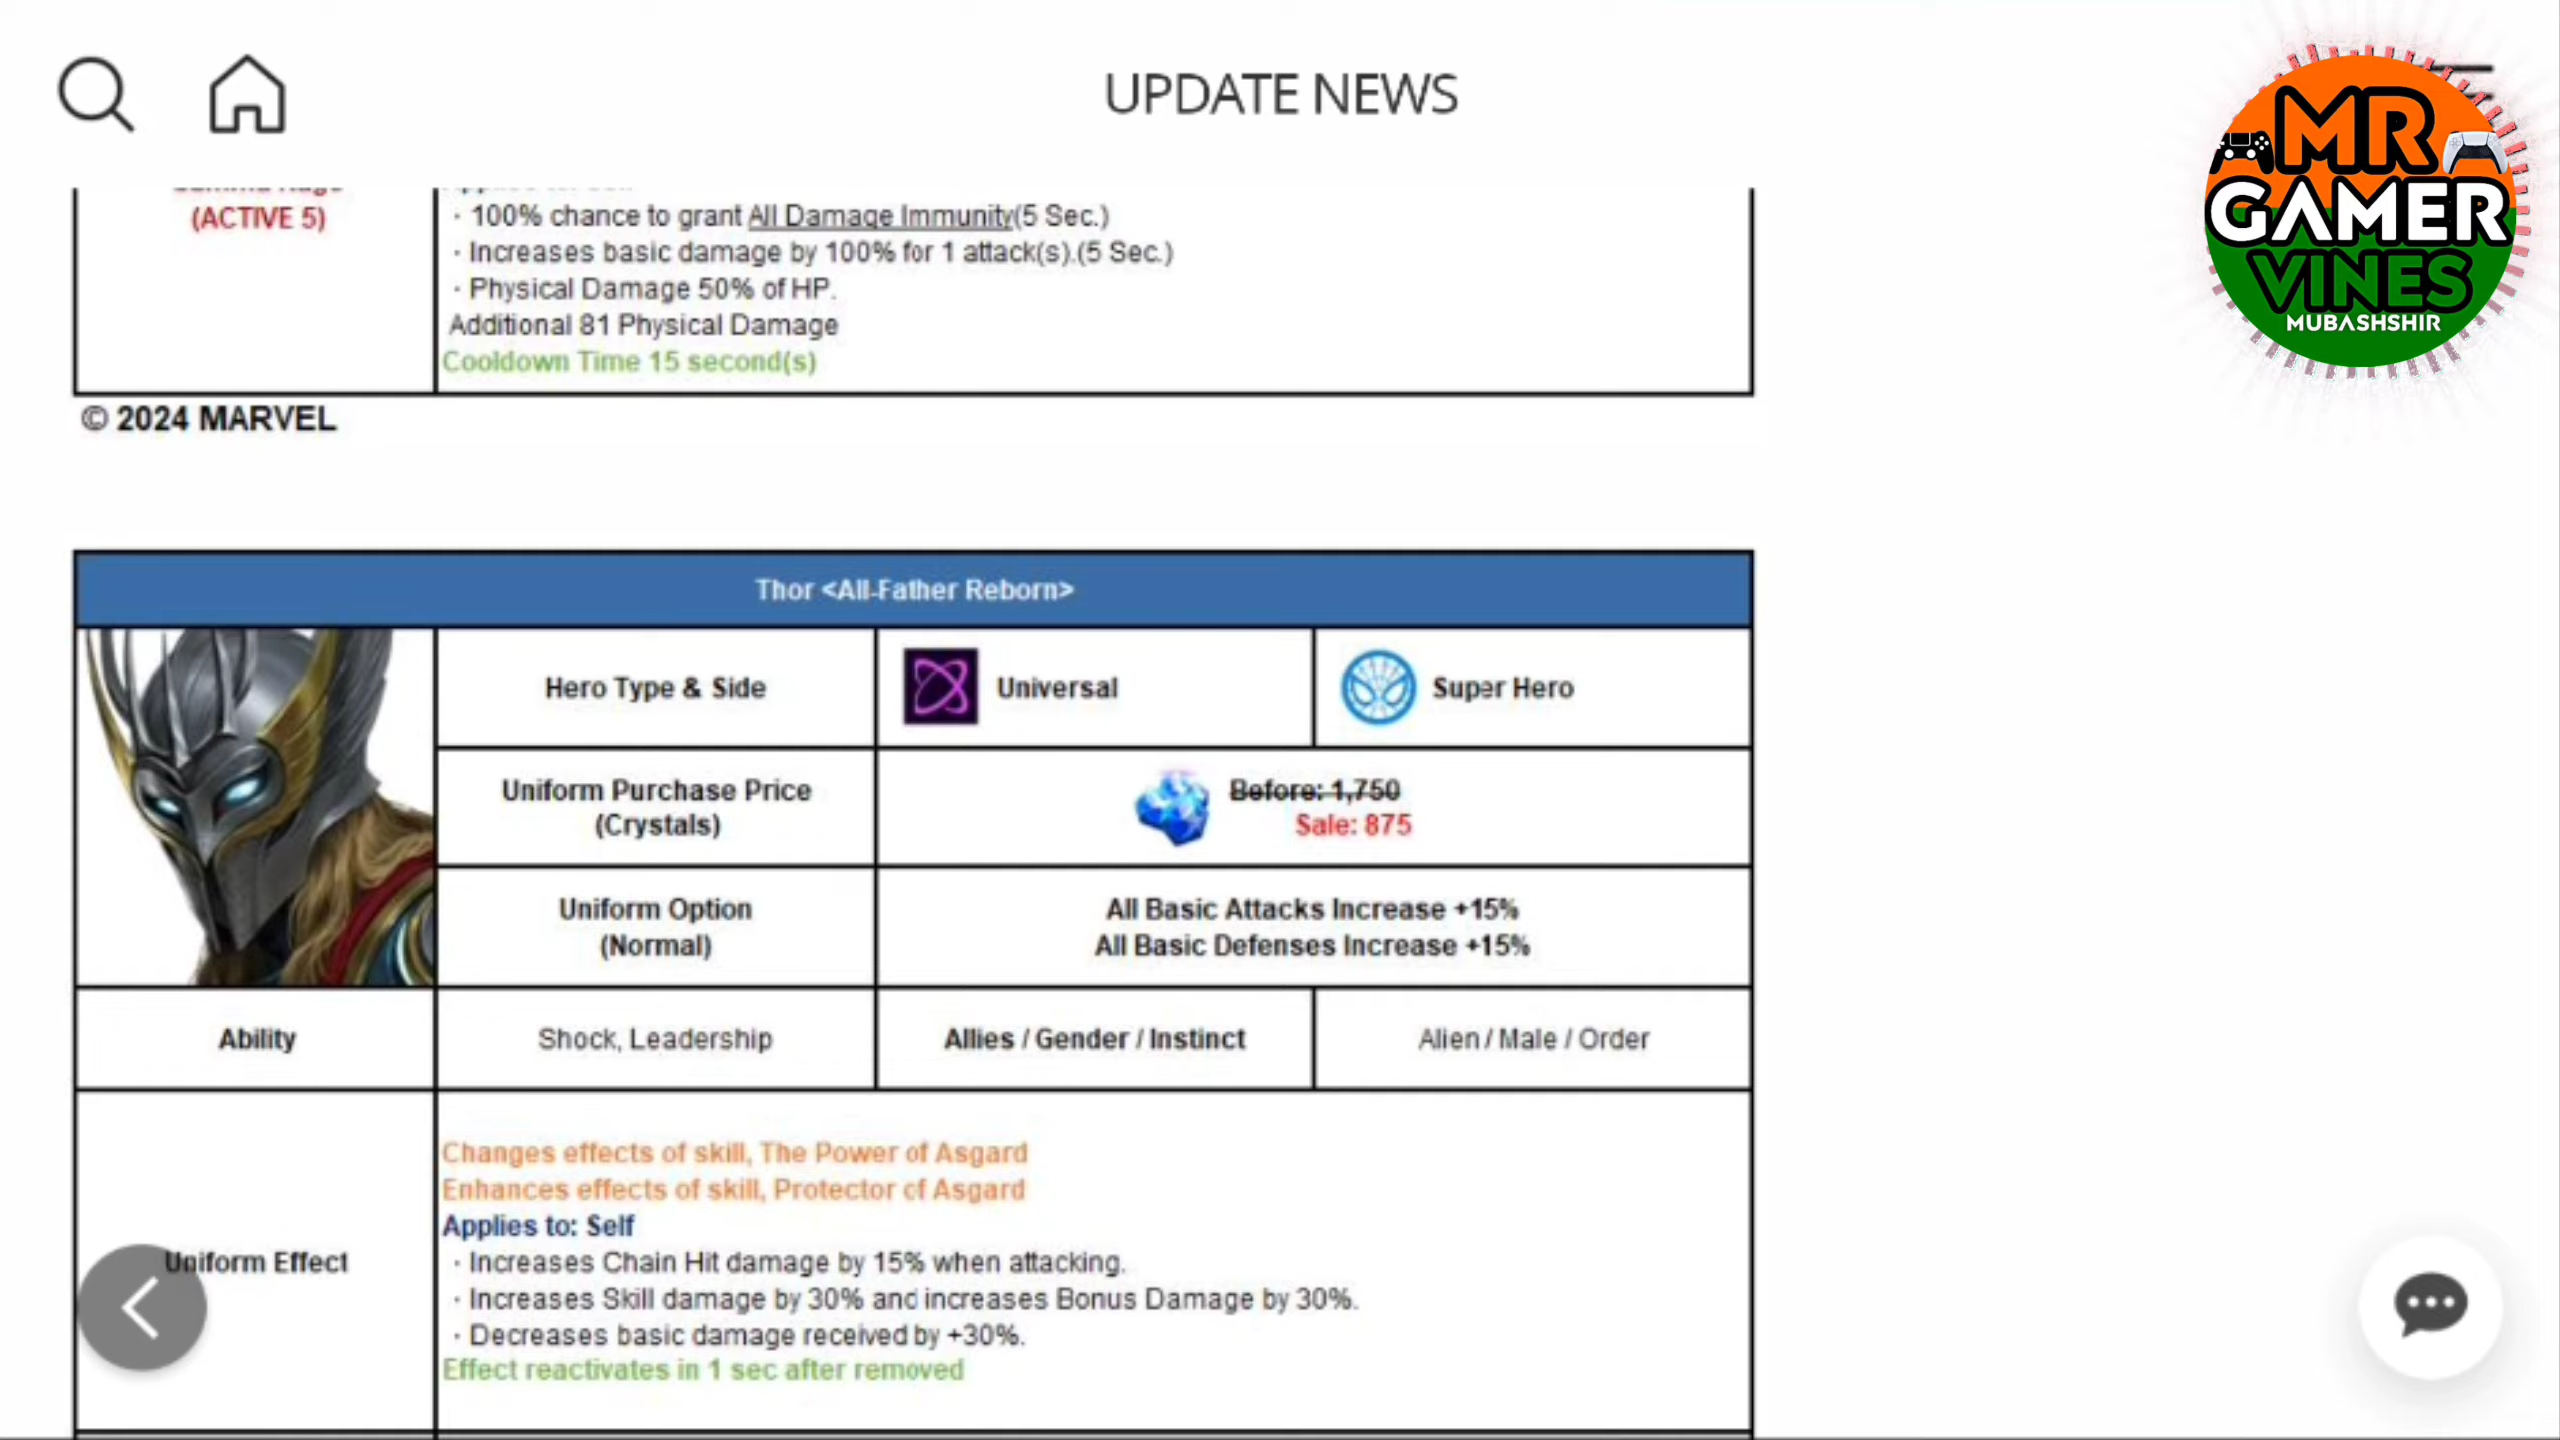 UPDATE NEWS
MR
GAMER
VINES
MUBASHSHIR
(ACTIVE 5)
· 100% chance to grant All Damage Immunity(5 Sec.)
· Increases basic damage by 100% for 1 attack(s).(5 Sec.)
· Physical Damage 50% of HP.
Additional 81 Physical Damage
Cooldown Time 15 second(s)
© 2024 MARVEL
Thor <All-Father Reborn>
Hero Type & Side
Universal
Super Hero
Uniform Purchase Price
(Crystals)
Before: 1,750
Sale: 875
Uniform Option
(Normal)
All Basic Attacks Increase +15%
All Basic Defenses Increase +15%
Ability
Shock, Leadership
Allies / Gender / Instinct
Alien / Male / Order
Uniform Effect
Changes effects of skill, The Power of Asgard
Enhances effects of skill, Protector of Asgard
Applies to: Self
· Increases Chain Hit damage by 15% when attacking.
· Increases Skill damage by 30% and increases Bonus Damage by 30%.
· Decreases basic damage received by +30%.
Effect reactivates in 1 sec after removed